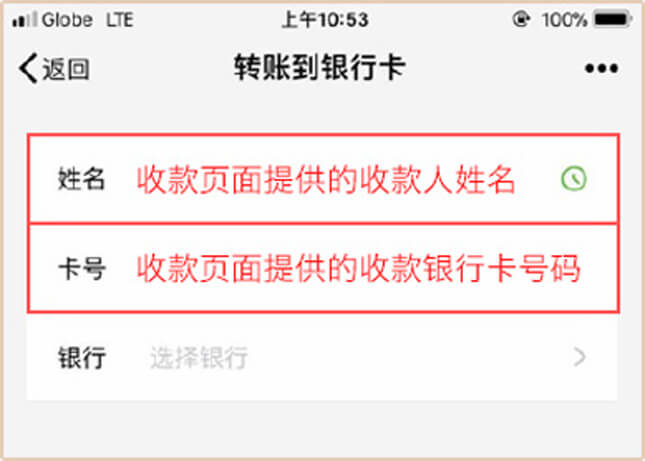 Globe LTE 上午10:53 100%
返回 转账到银行卡
姓名 收款页面提供的收款人姓名
卡号 收款页面提供的收款银行卡号码
银行 选择银行